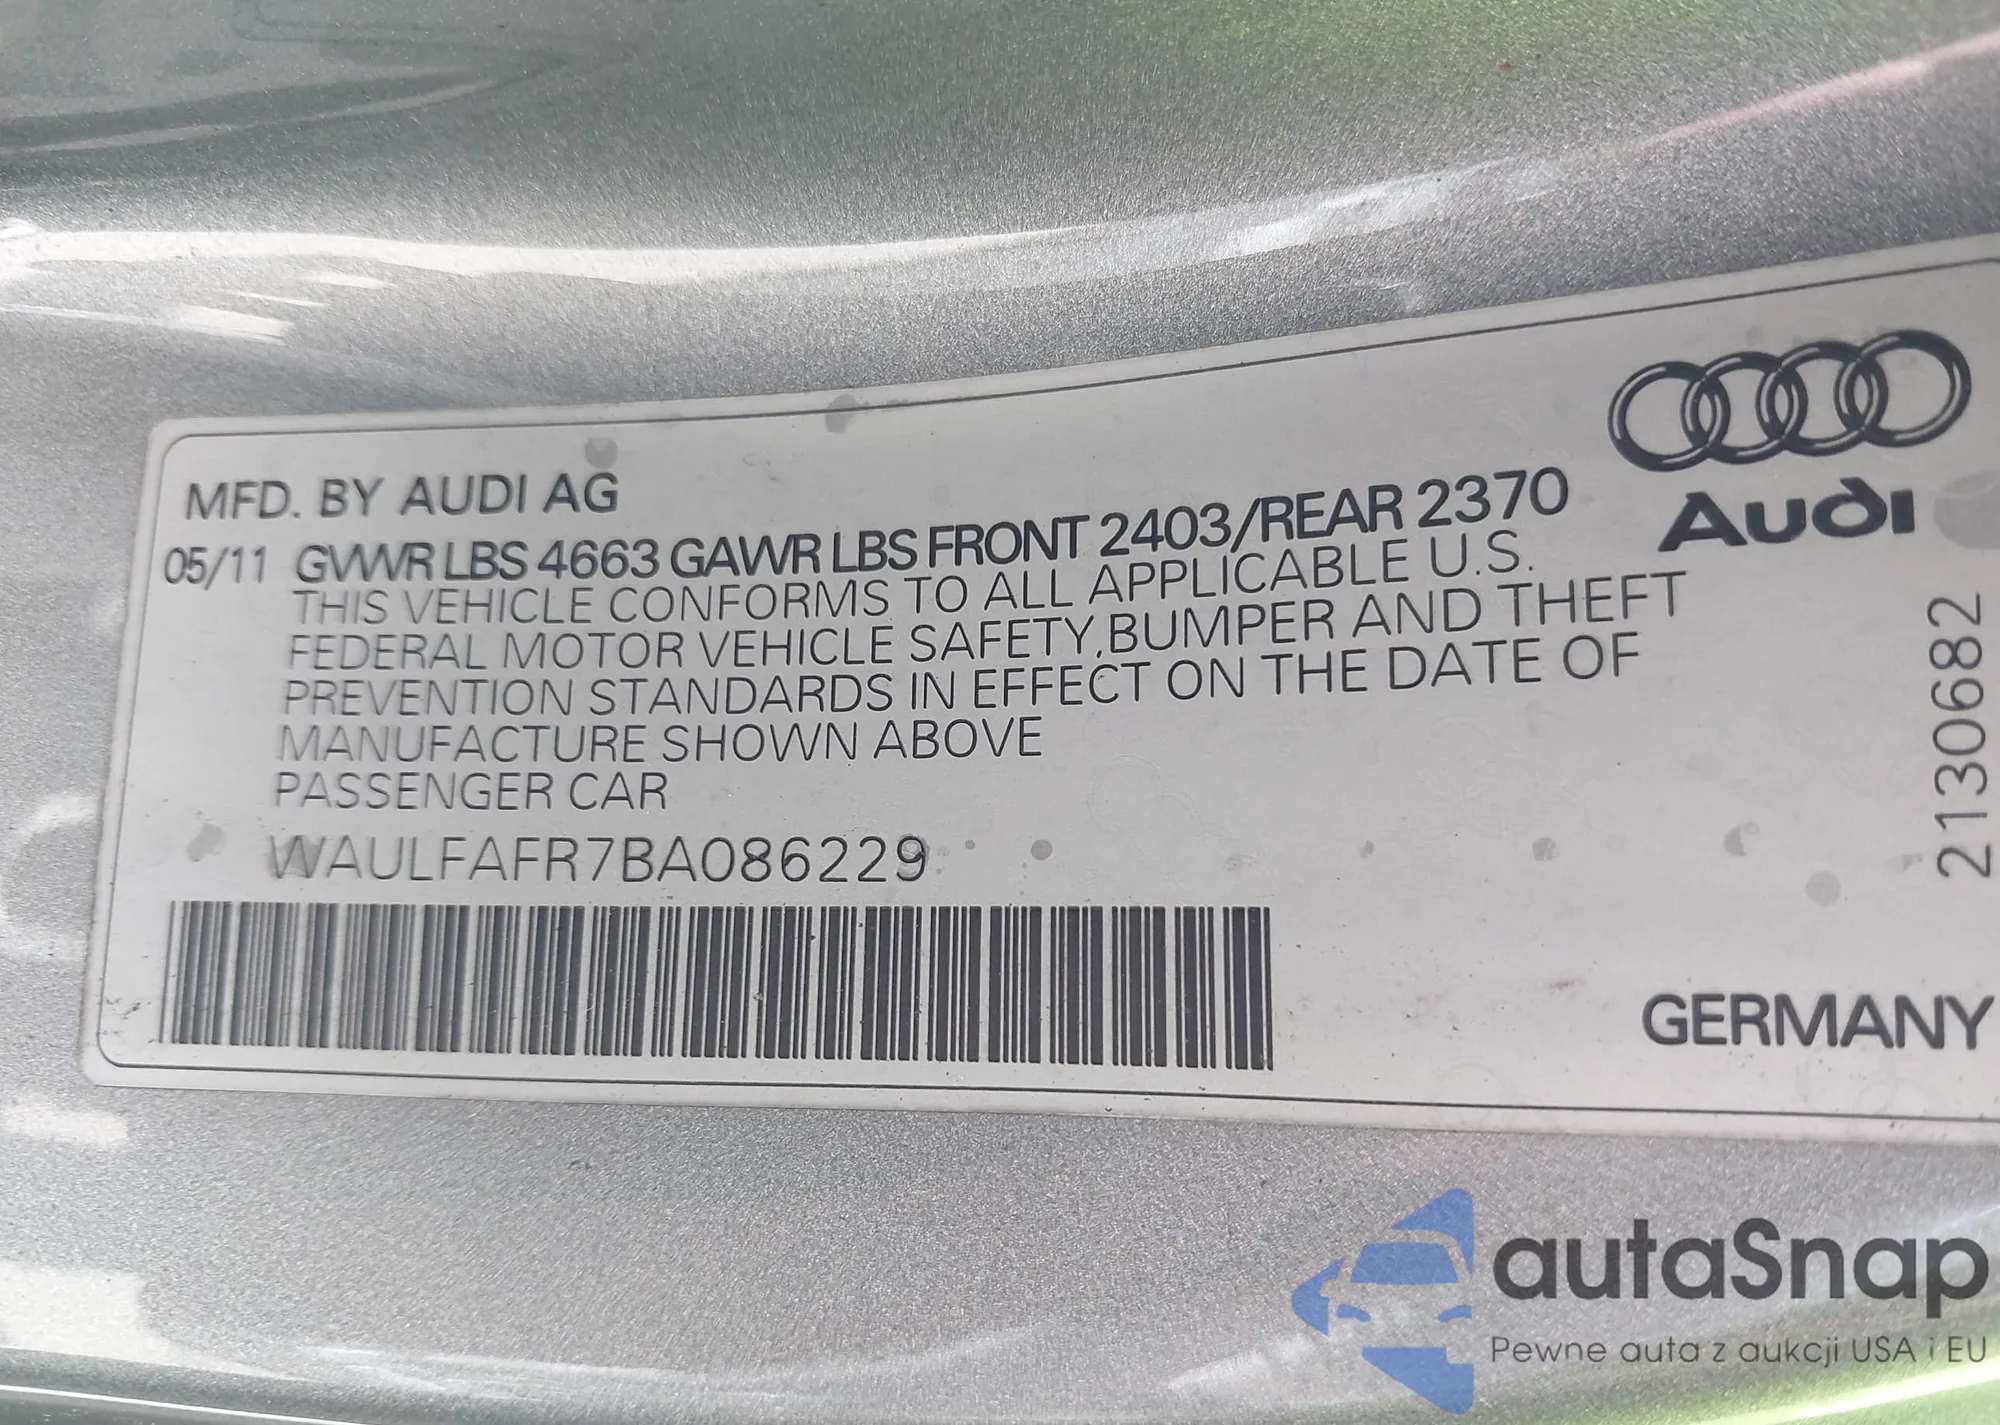 MFD. BY AUDI AG
05/11 GVWR LBS 4663 GAWR LBS FRONT 2403/REAR 2370
THIS VEHICLE CONFORMS TO ALL APPLICABLE U.S.
FEDERAL MOTOR VEHICLE SAFETY,BUMPER AND THEFT
PREVENTION STANDARDS IN EFFECT ON THE DATE OF
MANUFACTURE SHOWN ABOVE
PASSENGER CAR
WAULFAFR7BA086229
Audi
2130682
GERMANY
autaSnap
Pewne auta z aukcji USA i EU